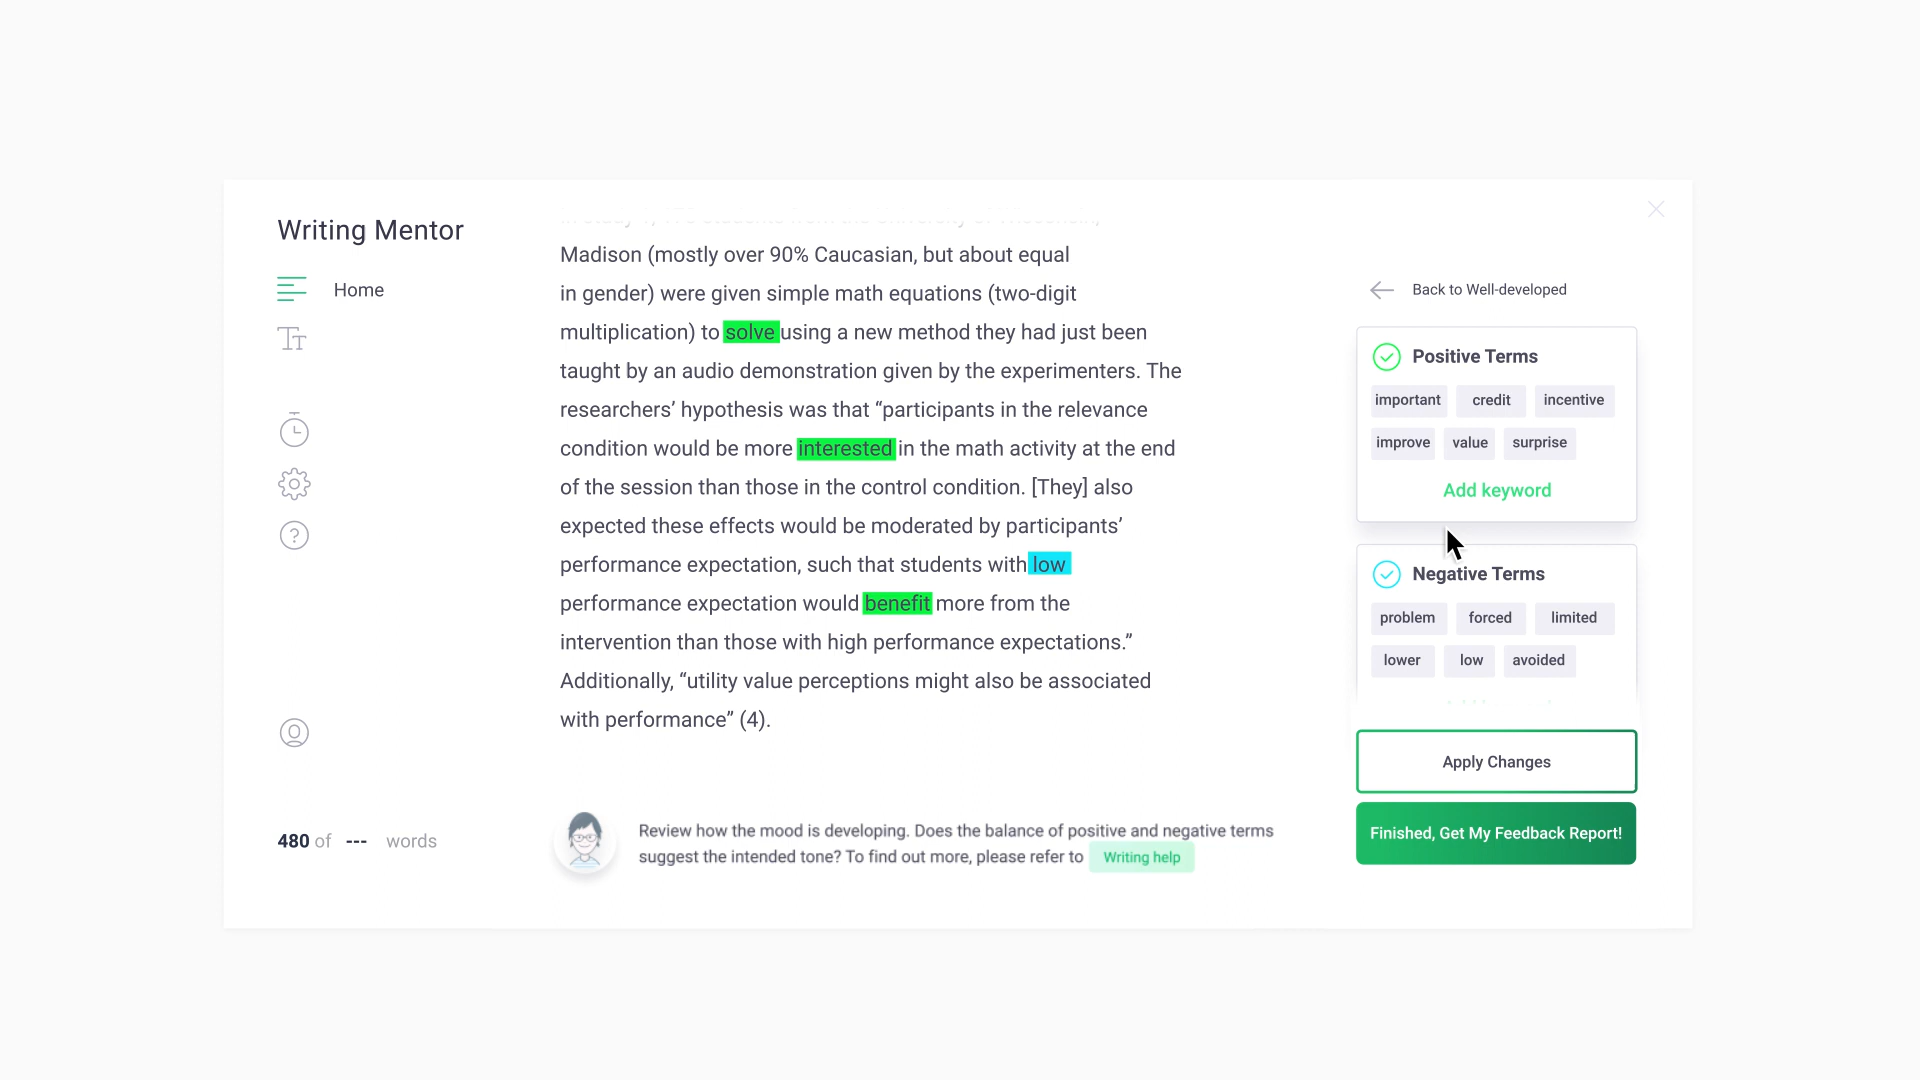 Writing Mentor
Home
480 of --- words
Madison (mostly over 90% Caucasian, but about equal
in gender) were given simple math equations (two-digit
multiplication) to solve using a new method they had just been
taught by an audio demonstration given by the experimenters. The
researchers’ hypothesis was that “participants in the relevance
condition would be more interested in the math activity at the end
of the session than those in the control condition. [They] also
expected these effects would be moderated by participants’
performance expectation, such that students with low
performance expectation would benefit more from the
intervention than those with high performance expectations.”
Additionally, “utility value perceptions might also be associated
with performance” (4).
Review how the mood is developing. Does the balance of positive and negative terms
suggest the intended tone? To find out more, please refer to Writing help
Back to Well-developed
Positive Terms
important credit incentive
improve value surprise
Add keyword
Negative Terms
problem forced limited
lower low avoided
Apply Changes
Finished, Get My Feedback Report!